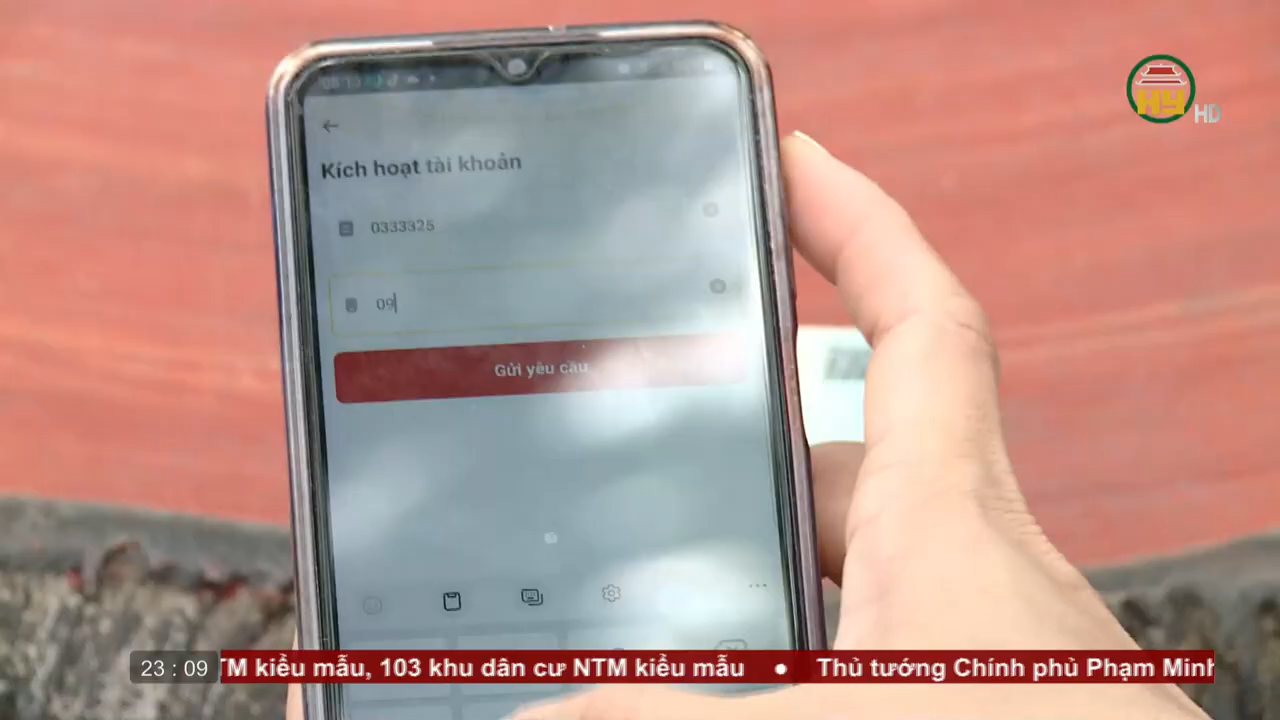 HY
HD
Kích hoạt tài khoản
0333325
09
Gửi yêu cầu
23 : 09
kiểu mẫu, 103 khu dân cư NTM kiểu mẫu ● Thủ tướng Chính phủ Phạm Minh